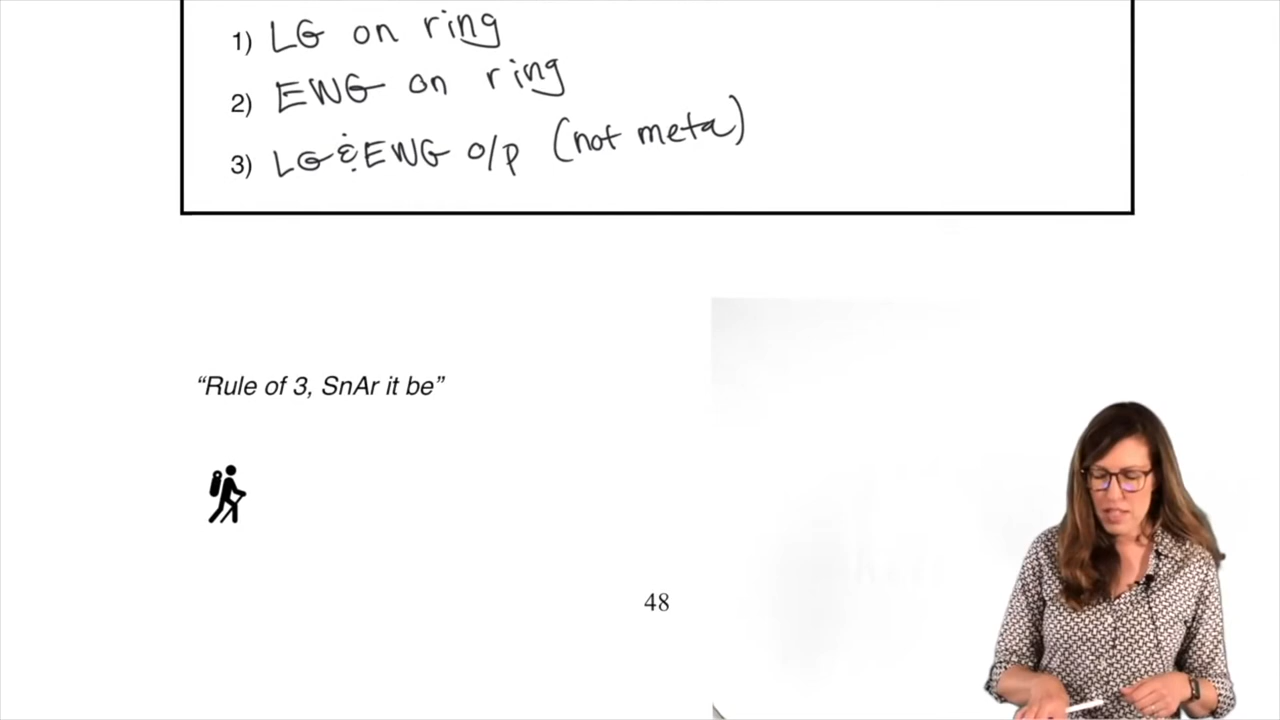 1) LG on ring
2) EWG on ring
3) LG & EWG o/p (not meta)
“Rule of 3, SnAr it be”
48